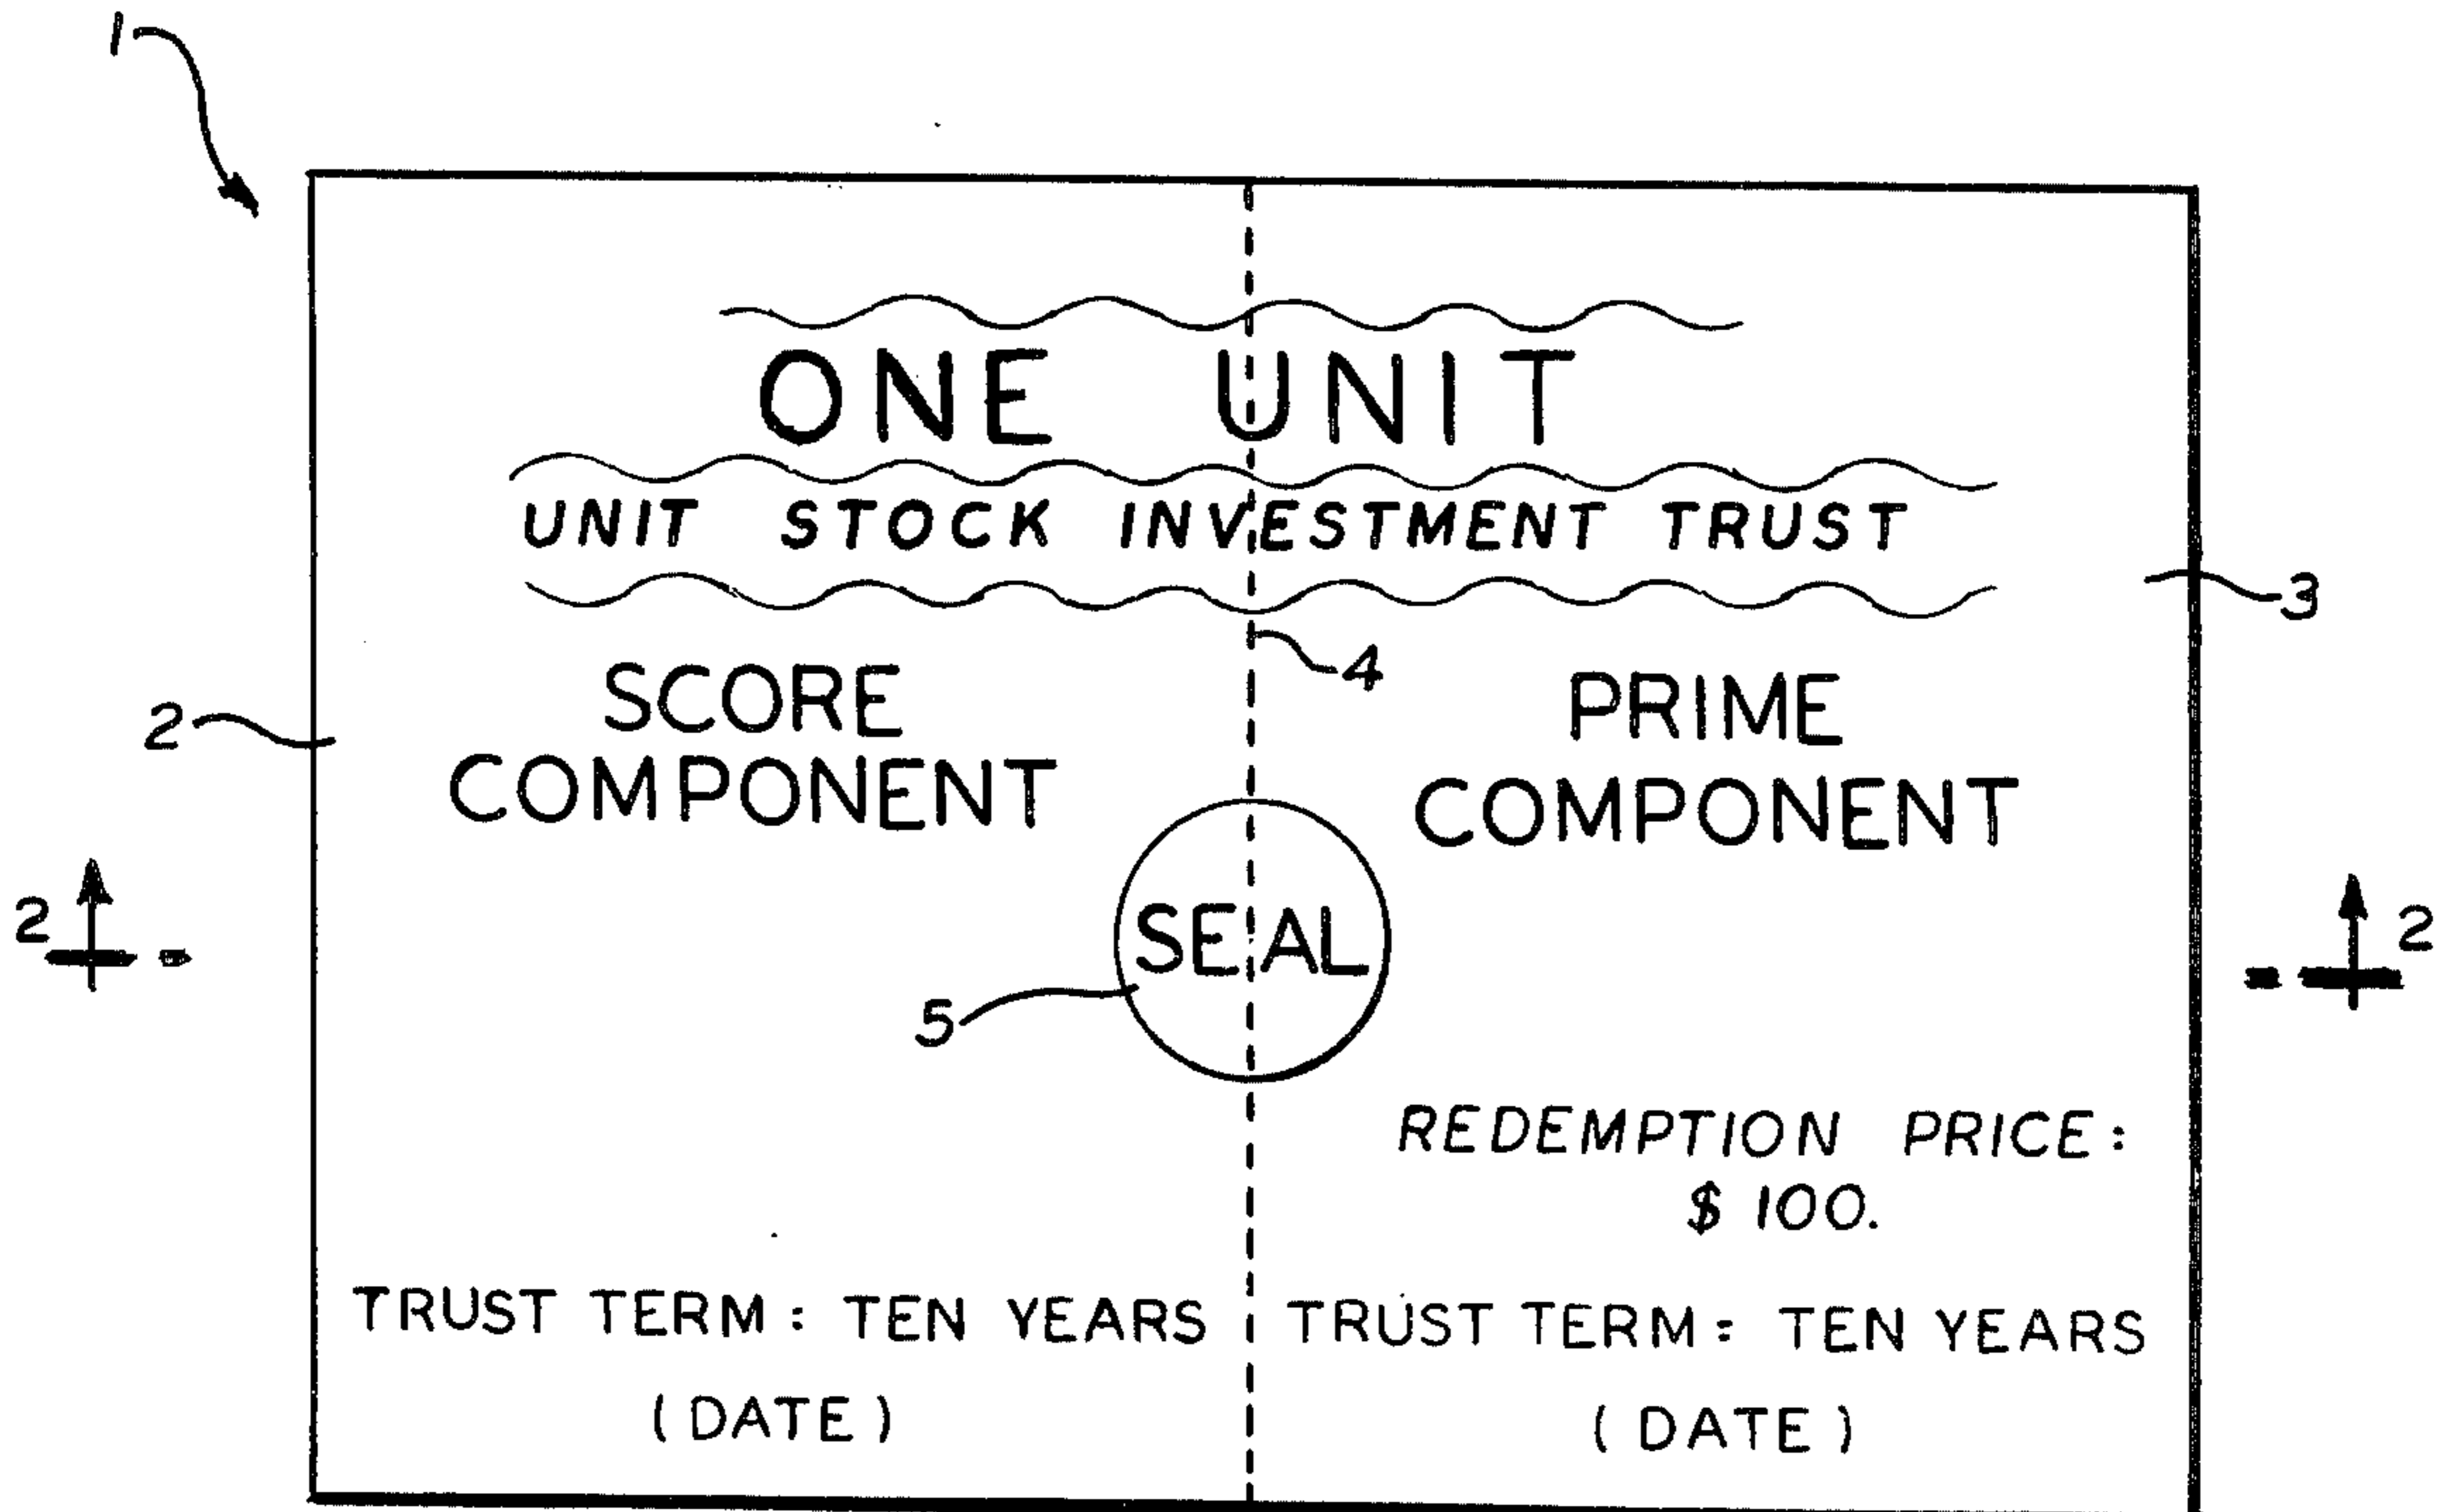 1
ONE UNIT
UNIT STOCK INVESTMENT TRUST
3
4
SCORE
COMPONENT
PRIME
COMPONENT
2
2
2
SEAL
5
REDEMPTION PRICE:
$ 100.
TRUST TERM: TEN YEARS
(DATE)
TRUST TERM: TEN YEARS
(DATE)